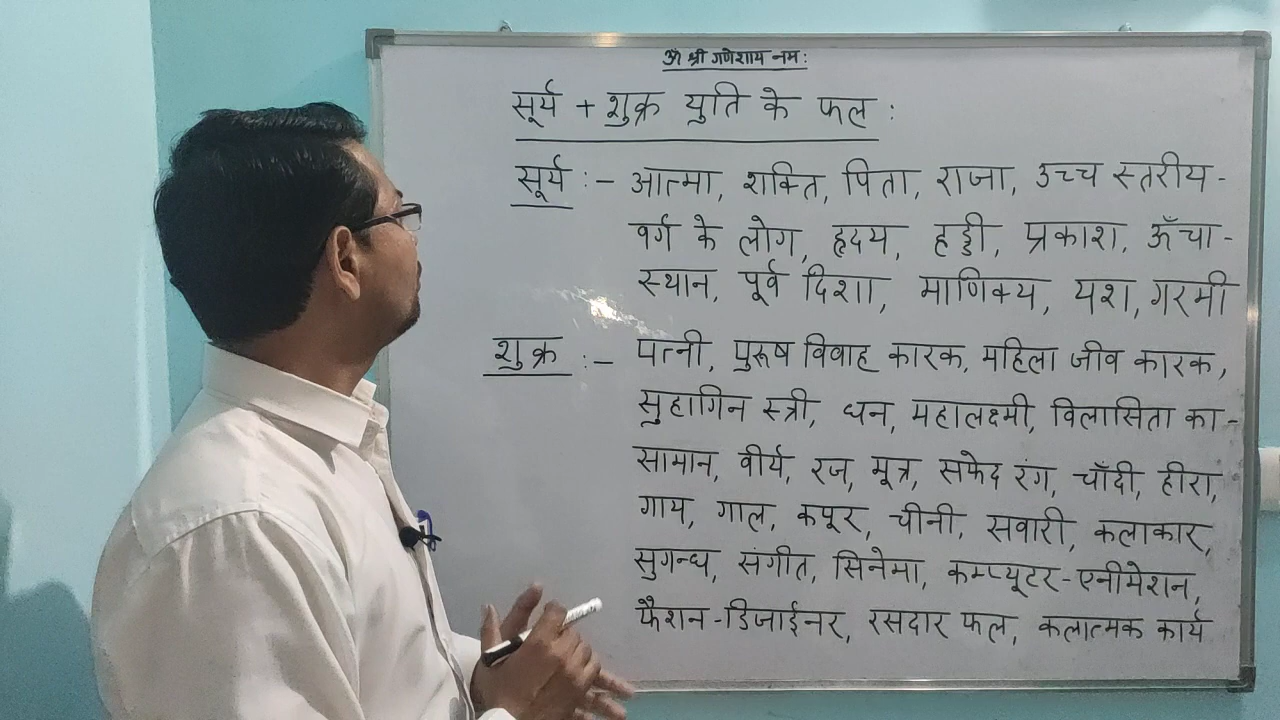 ॐ श्री गणेशाय नमः
सूर्य + शुक्र युति के फल :
सूर्य :- आत्मा, शक्ति, पिता, राजा, उच्च स्तरीय-
वर्ग के लोग, हृदय, हड्डी, प्रकाश, ऊँचा-
स्थान, पूर्व दिशा, माणिक्य, यश, गरमी
शुक्र :- पत्नी, पुरूष विवाह कारक, महिला जीव कारक,
सुहागिन स्त्री, धन, महालक्ष्मी, विलासिता का-
सामान, वीर्य, रज, मूत्र, सफेद रंग, चाँदी, हीरा,
गाय, गाल, कपूर, चीनी, सवारी, कलाकार,
सुगन्ध, संगीत, सिनेमा, कम्प्यूटर-एनीमेशन,
फैशन-डिजाईनर, रसदार फल, कलात्मक कार्य